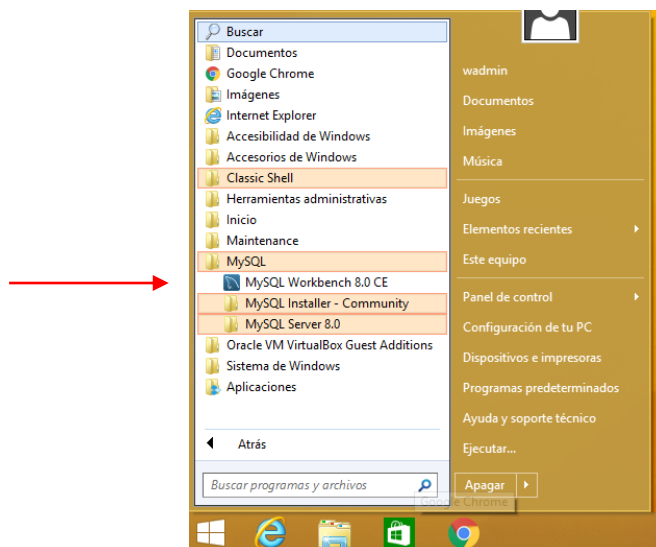 Buscar
Documentos
Google Chrome
Imágenes
Internet Explorer
Accesibilidad de Windows
Accesorios de Windows
Classic Shell
Herramientas administrativas
Inicio
Maintenance
MySQL
MySQL Workbench 8.0 CE
MySQL Installer - Community
MySQL Server 8.0
Oracle VM VirtualBox Guest Additions
Sistema de Windows
Aplicaciones
Atrás
Buscar programas y archivos
wadmin
Documentos
Imágenes
Música
Juegos
Elementos recientes
Este equipo
Panel de control
Configuración de tu PC
Dispositivos e impresoras
Programas predeterminados
Ayuda y soporte técnico
Ejecutar...
Apagar
Google Chrome